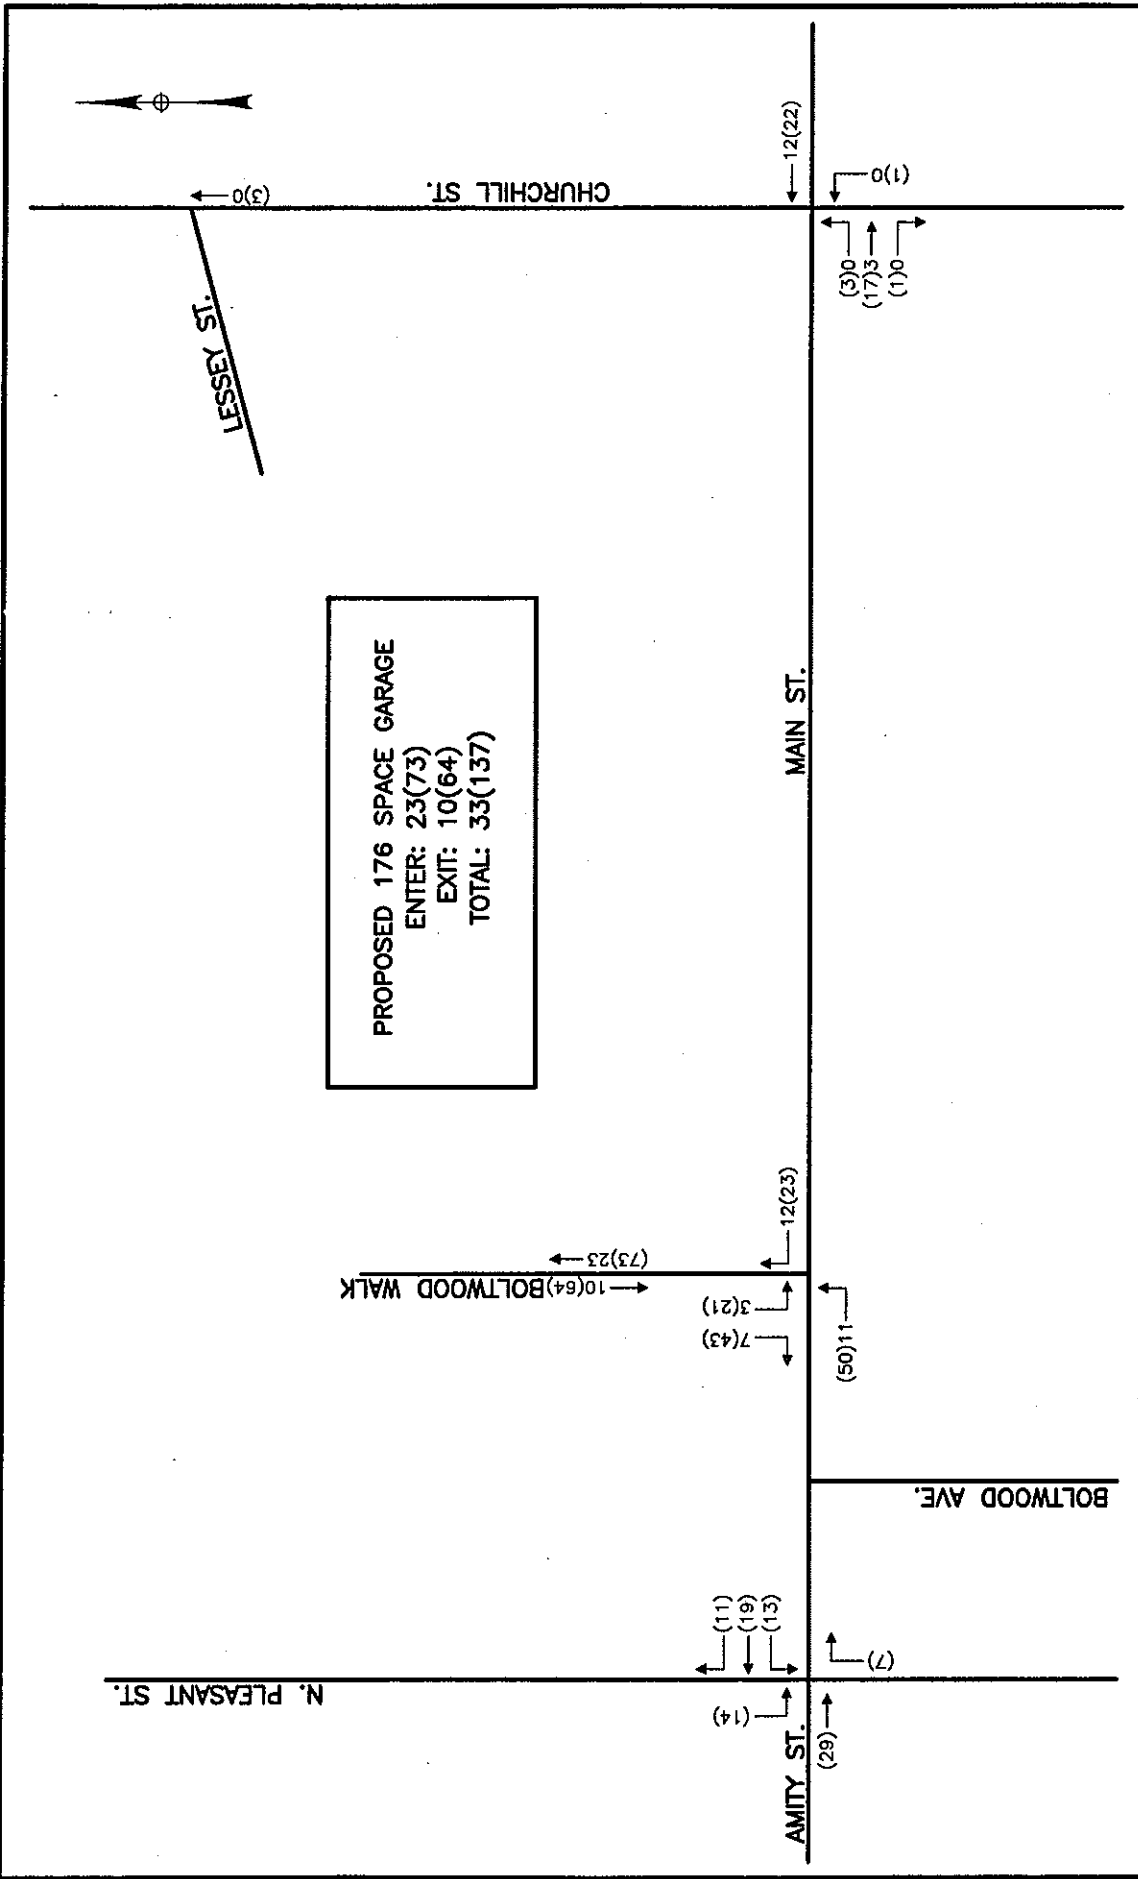 LESSEY ST.
(3)0
CHURCHILL ST.
12(22)
(1)0
(3)0
(17)3
(1)0
PROPOSED 176 SPACE GARAGE
ENTER: 23(73)
EXIT: 10(64)
TOTAL: 33(137)
MAIN ST.
BOLTWOOD WALK
(73)23
10(64)
12(23)
3(21)
7(43)
(50)11
BOLTWOOD AVE.
N. PLEASANT ST.
(11)
(19)
(13)
(14)
(7)
AMITY ST.
(29)